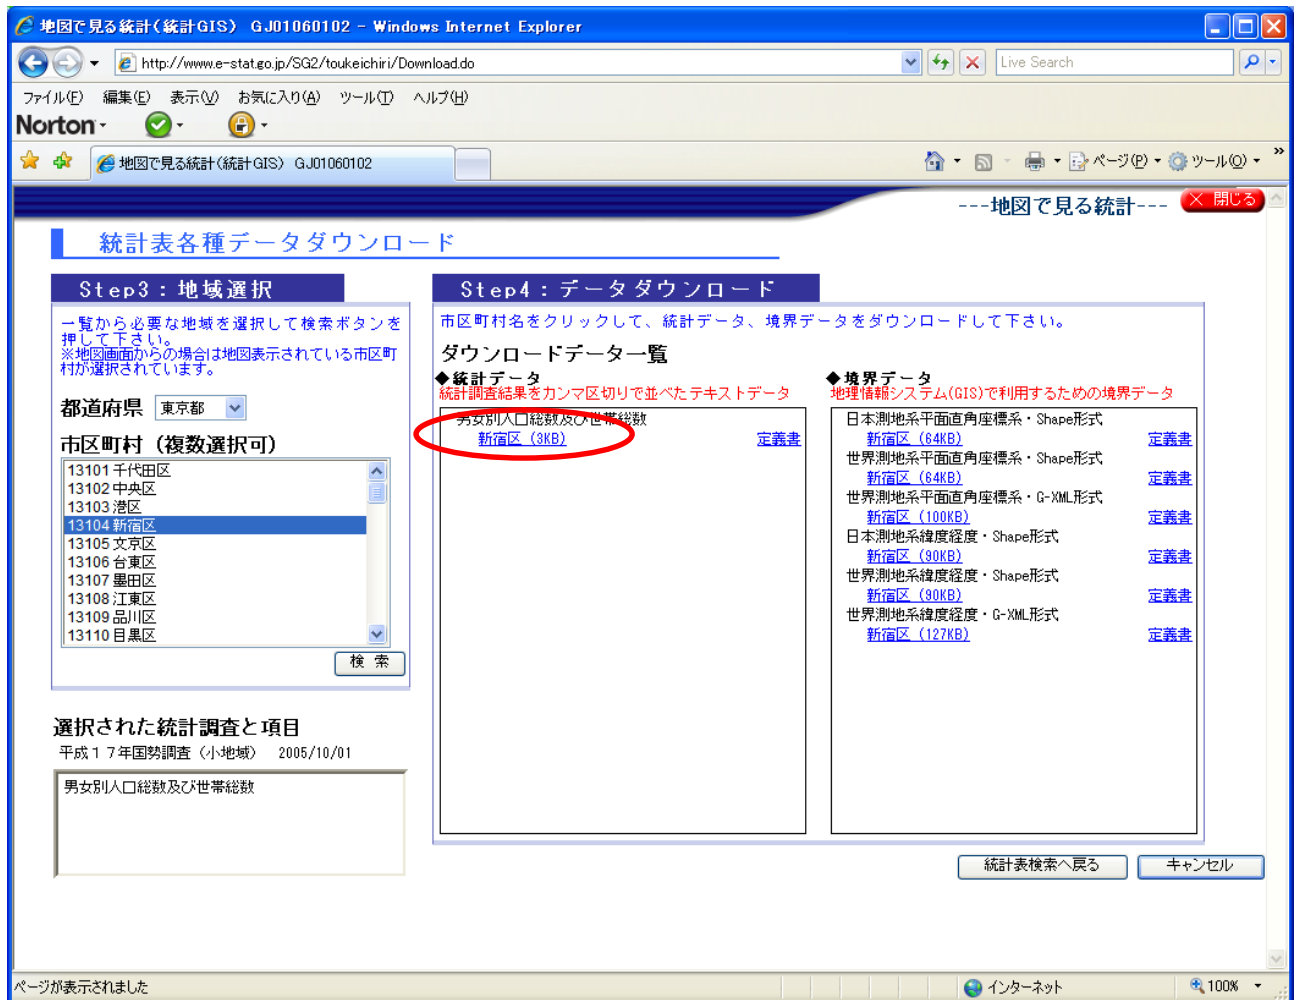 地図で見る統計(統計GIS) GJ01060102 - Windows Internet Explorer
http://www.e-stat.go.jp/SG2/toukeichiri/Download.do
Live Search
ファイル(F) 編集(E) 表示(V) お気に入り(A) ツール(T) ヘルプ(H)
Norton
地図で見る統計(統計GIS) GJ01060102
ページ(P) ツール(O)
---地図で見る統計---
閉じる
統計表各種データダウンロード
Step3：地域選択
一覧から必要な地域を選択して検索ボタンを
押して下さい。
※地図画面からの場合は地図表示されている市区町
村が選択されています。
都道府県 東京都
市区町村（複数選択可）
13101 千代田区
13102 中央区
13103 港区
13104 新宿区
13105 文京区
13106 台東区
13107 墨田区
13108 江東区
13109 品川区
13110 目黒区
検 索
選択された統計調査と項目
平成１７年国勢調査（小地域） 2005/10/01
男女別人口総数及び世帯総数
Step4：データダウンロード
市区町村名をクリックして、統計データ、境界データをダウンロードして下さい。
ダウンロードデータ一覧
◆統計データ
統計調査結果をカンマ区切りで並べたテキストデータ
男女別人口総数及び世帯総数
新宿区（3KB） 定義書
◆境界データ
地理情報システム(GIS)で利用するための境界データ
日本測地系平面直角座標系・Shape形式
新宿区（64KB） 定義書
世界測地系平面直角座標系・Shape形式
新宿区（64KB） 定義書
世界測地系平面直角座標系・G-XML形式
新宿区（100KB） 定義書
日本測地系緯度経度・Shape形式
新宿区（90KB） 定義書
世界測地系緯度経度・Shape形式
新宿区（90KB） 定義書
世界測地系緯度経度・G-XML形式
新宿区（127KB） 定義書
統計表検索へ戻る キャンセル
ページが表示されました
インターネット
100%